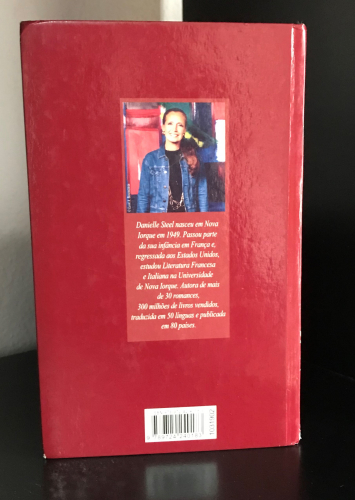 Danielle Steel nasceu em Nova
Iorque em 1949. Passou parte
da sua infância em França e,
regressada aos Estados Unidos,
estudou Literatura Francesa
e Italiana na Universidade
de Nova Iorque. Autora de mais
de 50 romances,
300 milhões de livros vendidos,
traduzida em 50 línguas e publicada
em 80 países.